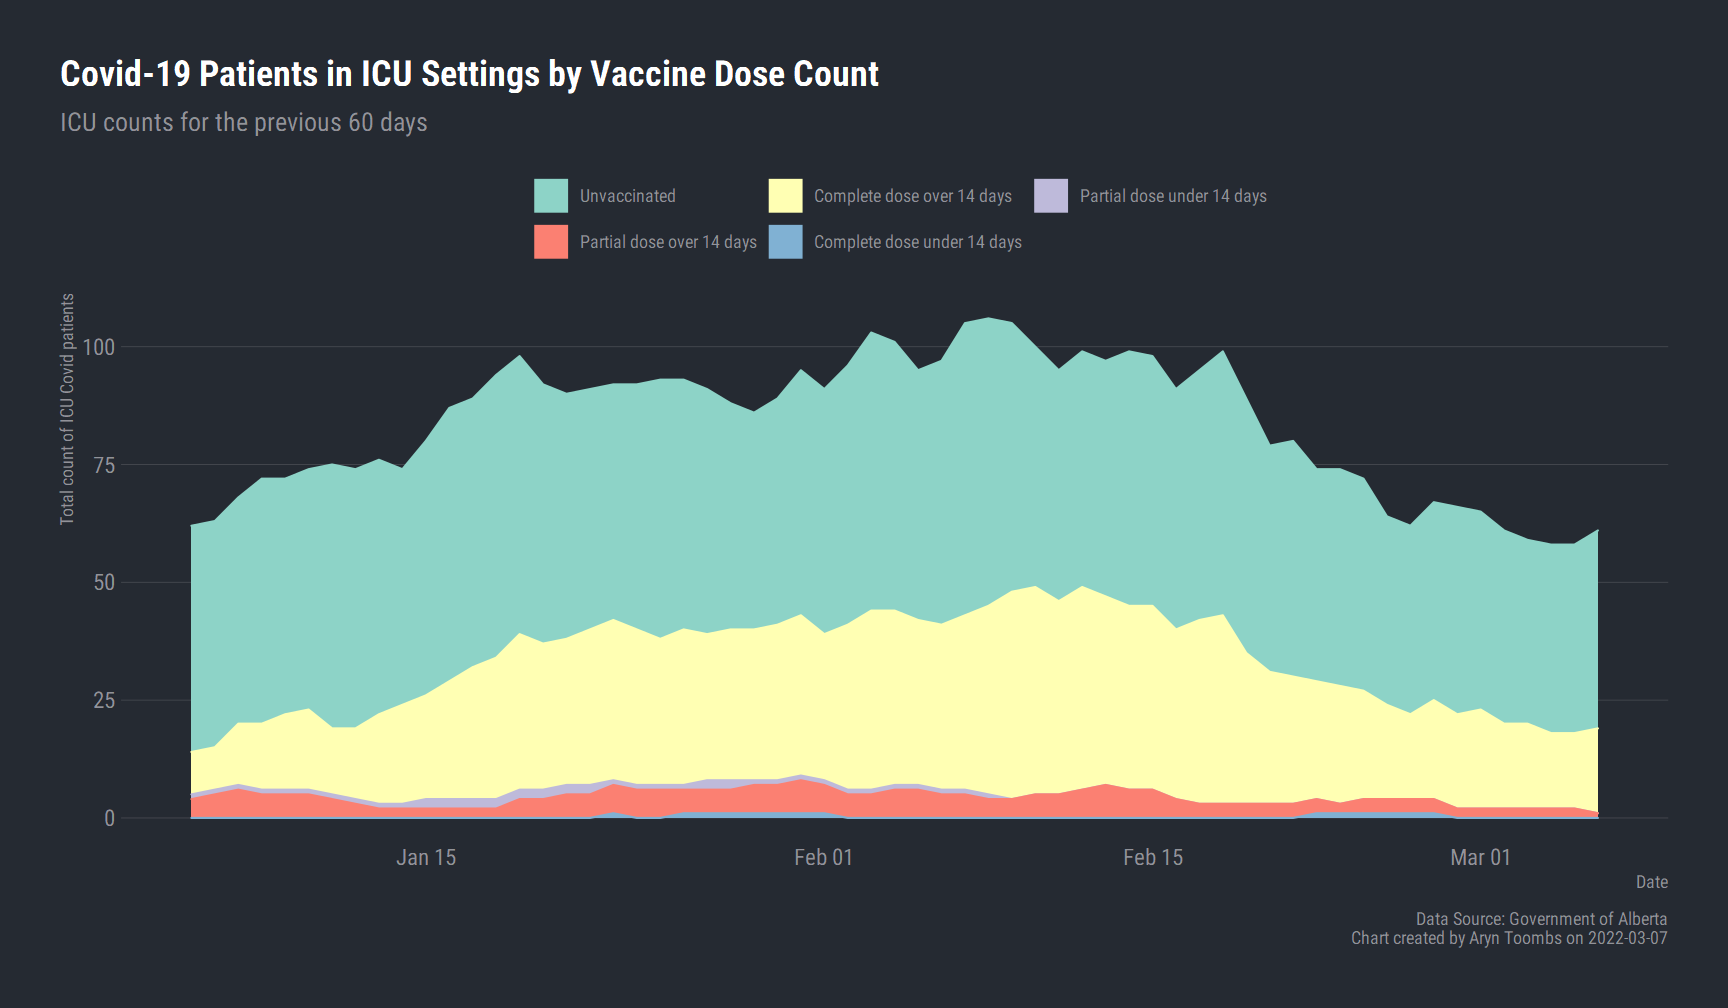 Covid-19 Patients in ICU Settings by Vaccine Dose Count
ICU counts for the previous 60 days
Unvaccinated
Complete dose over 14 days
Partial dose under 14 days
Partial dose over 14 days
Complete dose under 14 days
Total count of ICU Covid patients
100
75
50
25
0
Jan 15
Feb 01
Feb 15
Mar 01
Date
Data Source: Government of Alberta
Chart created by Aryn Toombs on 2022-03-07